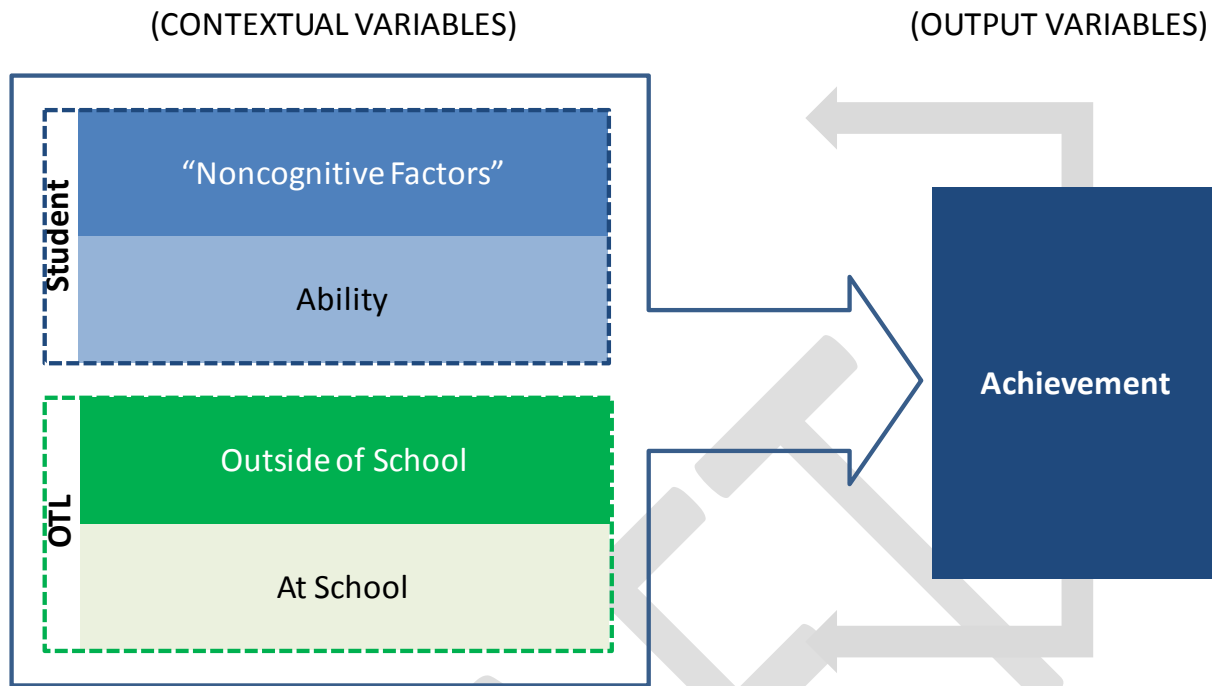 (CONTEXTUAL VARIABLES)
(OUTPUT VARIABLES)
Student
“Noncognitive Factors”
Ability
OTL
Outside of School
At School
Achievement